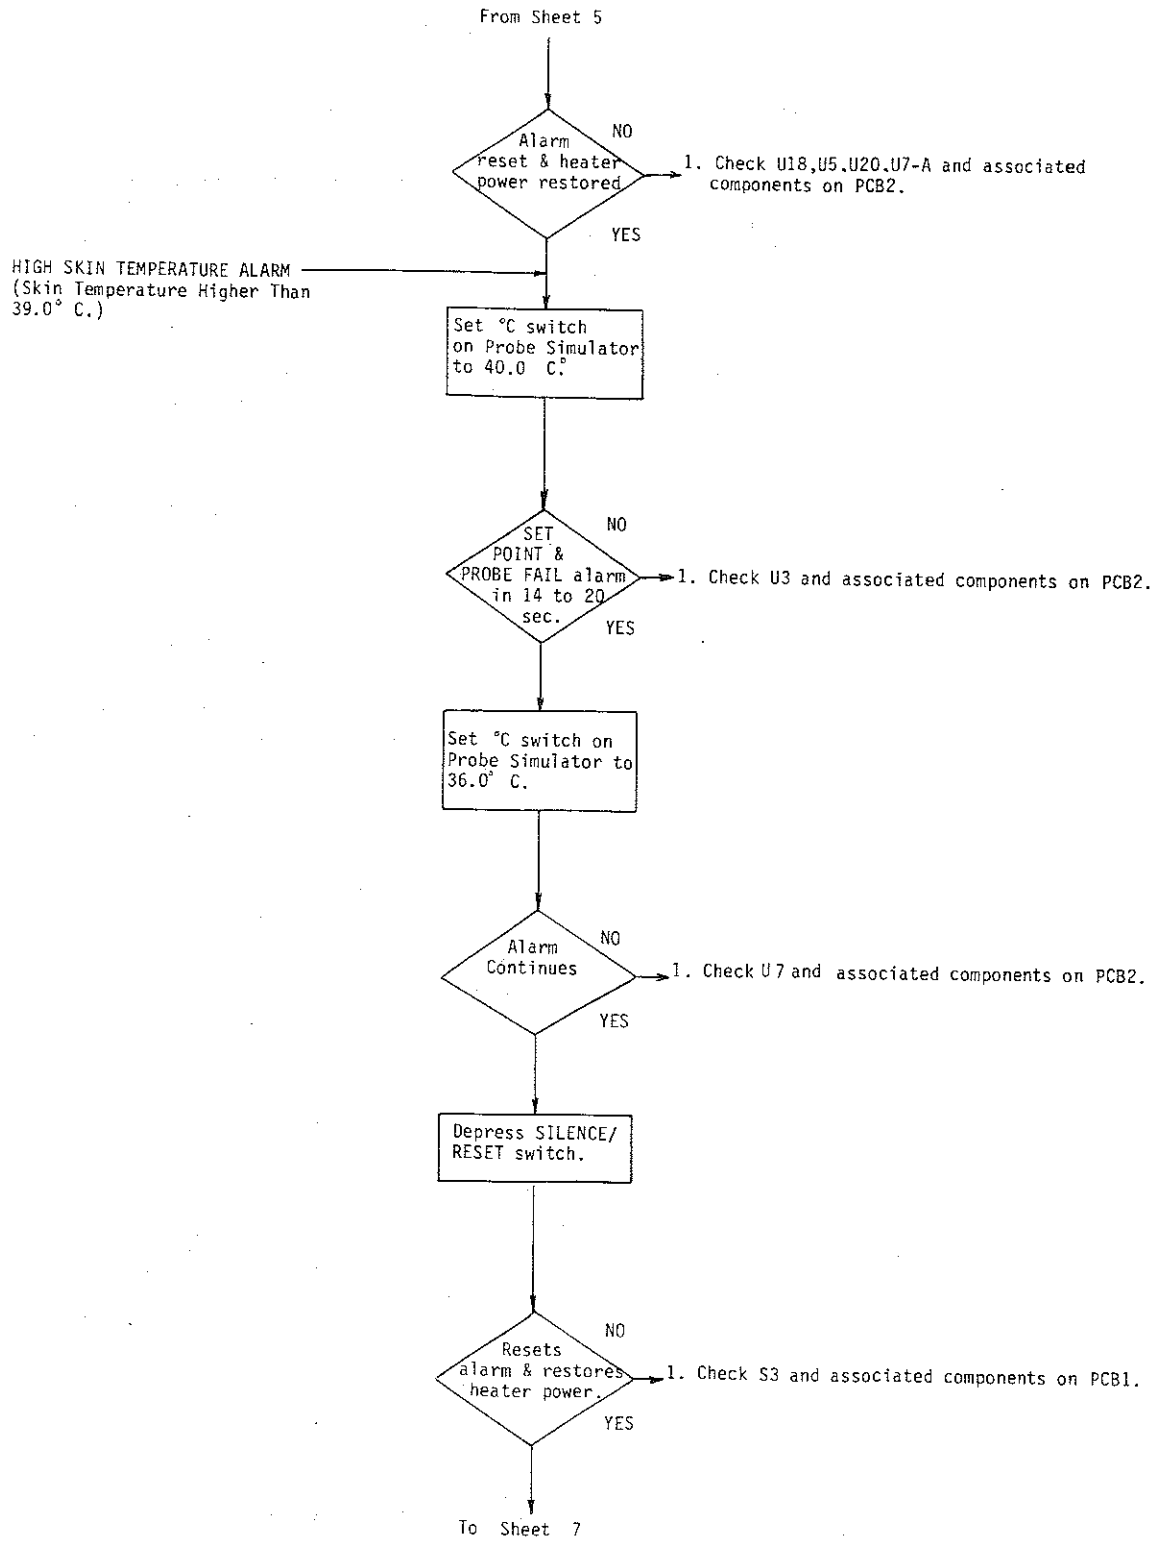 From Sheet 5
Alarm
reset & heater
power restored
NO
1. Check U18,U5.U20.U7-A and associated
components on PCB2.
YES
HIGH SKIN TEMPERATURE ALARM
(Skin Temperature Higher Than
39.0° C.)
Set °C switch
on Probe Simulator
to 40.0 C.°
SET
POINT &
PROBE FAIL alarm
in 14 to 20
sec.
NO
1. Check U3 and associated components on PCB2.
YES
Set °C switch on
Probe Simulator to
36.0° C.
Alarm
Continues
NO
1. Check U7 and associated components on PCB2.
YES
Depress SILENCE/
RESET switch.
Resets
alarm & restores
heater power.
NO
1. Check S3 and associated components on PCB1.
YES
To Sheet 7